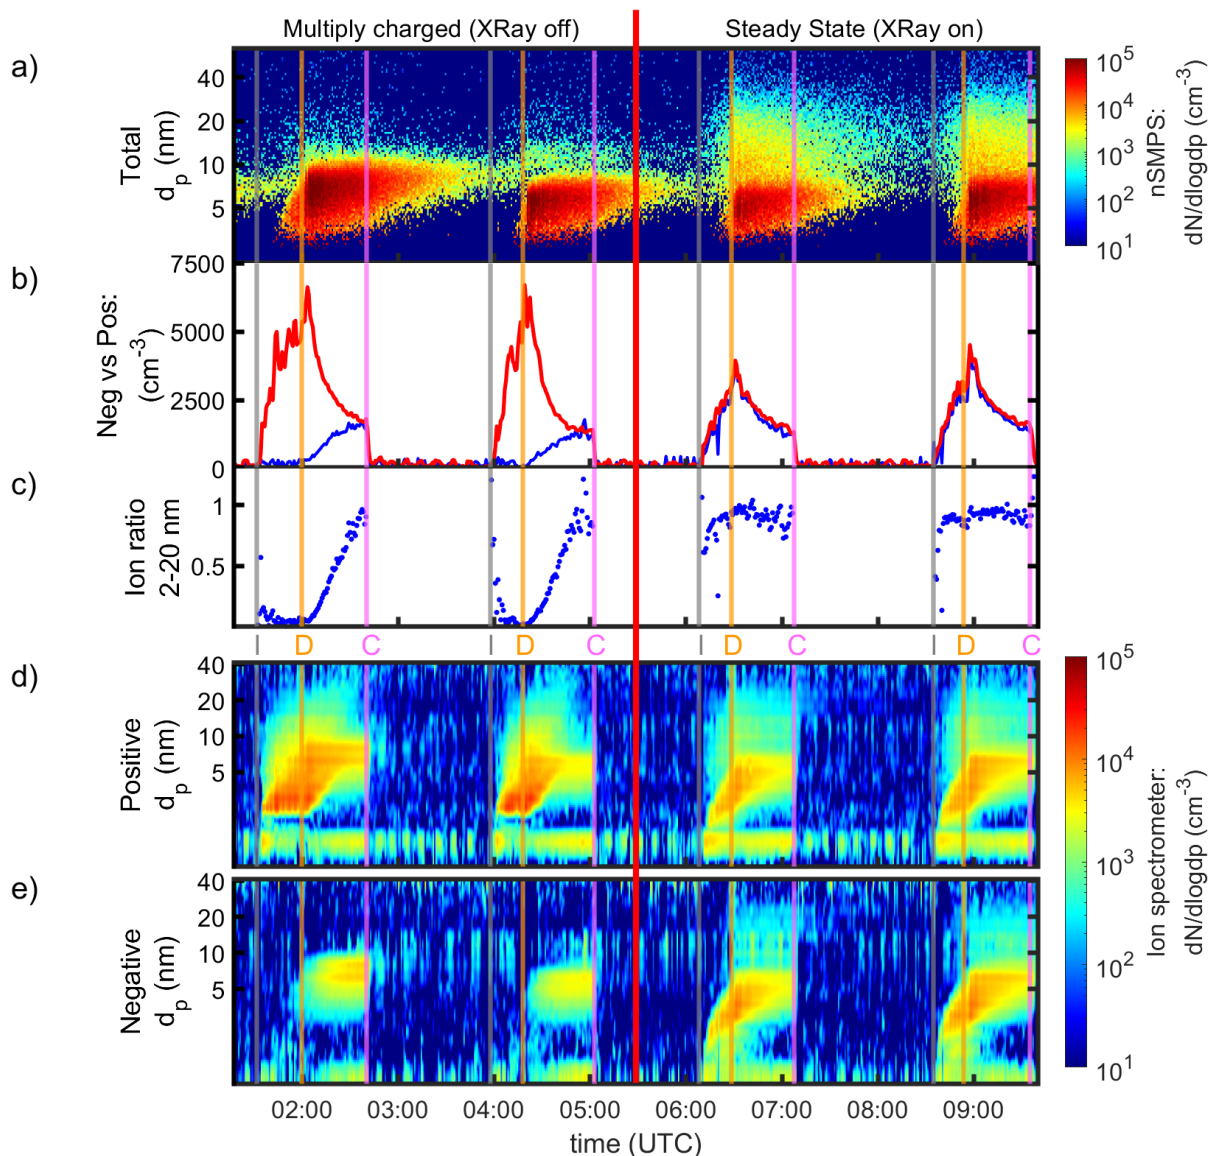 Multiply charged (XRay off)
Steady State (XRay on)
a)
Total
dp (nm)
40
20
10
5
10^5
10^4
10^3
10^2
10^1
nSMPS:
dN/dlogdp (cm^-3)
b)
Neg vs Pos:
(cm^-3)
7500
5000
2500
0
c)
Ion ratio
2-20 nm
1
0.5
I D C I D C I D C I D C
d)
Positive
dp (nm)
40
20
10
5
e)
Negative
dp (nm)
40
20
10
5
10^5
10^4
10^3
10^2
10^1
Ion spectrometer:
dN/dlogdp (cm^-3)
02:00 03:00 04:00 05:00 06:00 07:00 08:00 09:00
time (UTC)